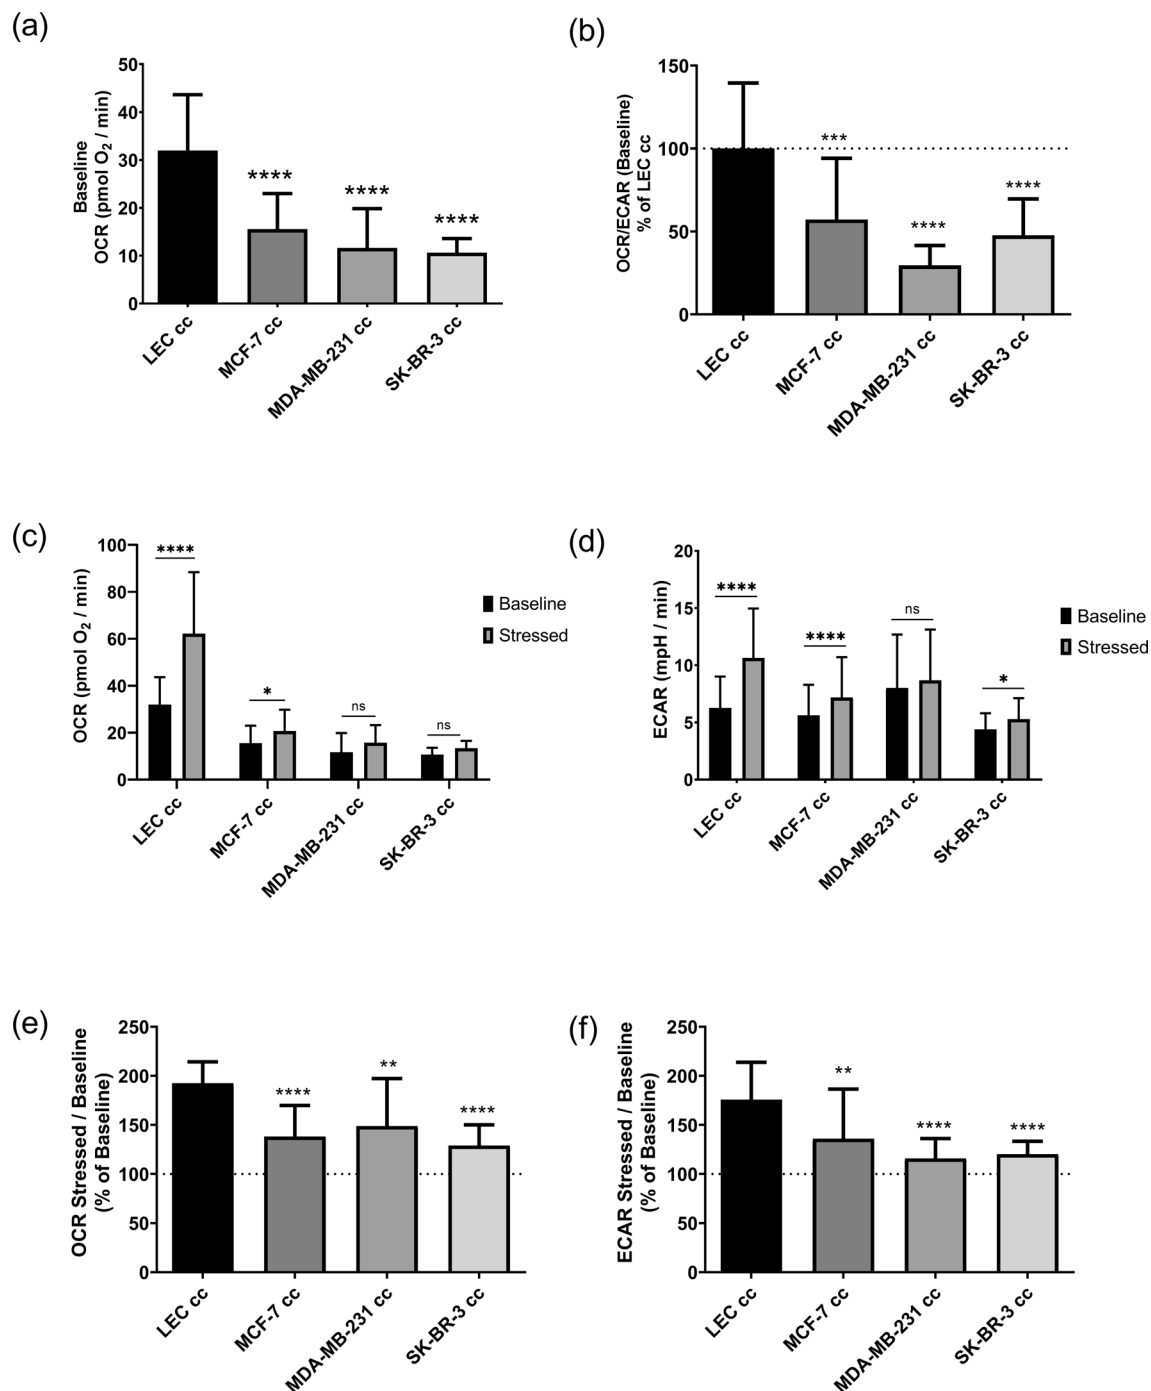 (a)
Baseline
OCR (pmol O2 / min)
50
40
30
20
10
0
****
****
****
LEC cc
MCF-7 cc
MDA-MB-231 cc
SK-BR-3 cc
(b)
OCR/ECAR (Baseline)
% of LEC cc
150
100
50
0
***
****
****
LEC cc
MCF-7 cc
MDA-MB-231 cc
SK-BR-3 cc
(c)
OCR (pmol O2 / min)
100
80
60
40
20
0
****
*
ns
ns
Baseline
Stressed
LEC cc
MCF-7 cc
MDA-MB-231 cc
SK-BR-3 cc
(d)
ECAR (mpH / min)
20
15
10
5
0
****
****
ns
*
Baseline
Stressed
LEC cc
MCF-7 cc
MDA-MB-231 cc
SK-BR-3 cc
(e)
OCR Stressed / Baseline
(% of Baseline)
250
200
150
100
50
0
****
**
****
LEC cc
MCF-7 cc
MDA-MB-231 cc
SK-BR-3 cc
(f)
ECAR Stressed / Baseline
(% of Baseline)
250
200
150
100
50
0
**
****
****
LEC cc
MCF-7 cc
MDA-MB-231 cc
SK-BR-3 cc